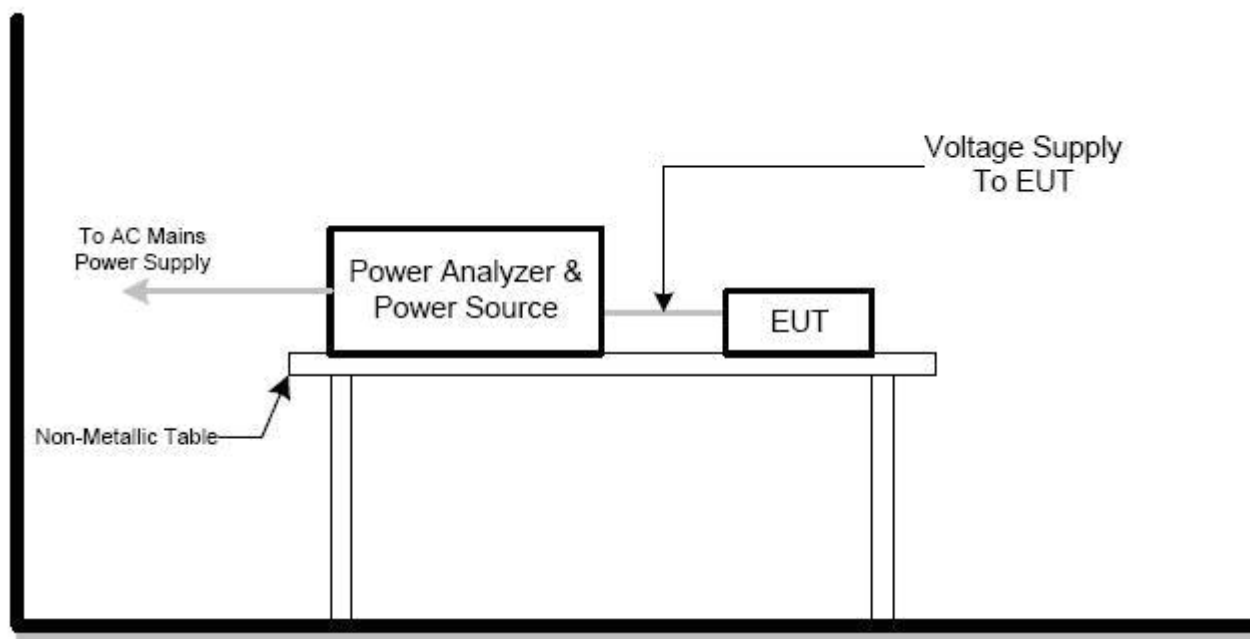 Voltage Supply
To EUT
To AC Mains
Power Supply
Power Analyzer &
Power Source
EUT
Non-Metallic Table